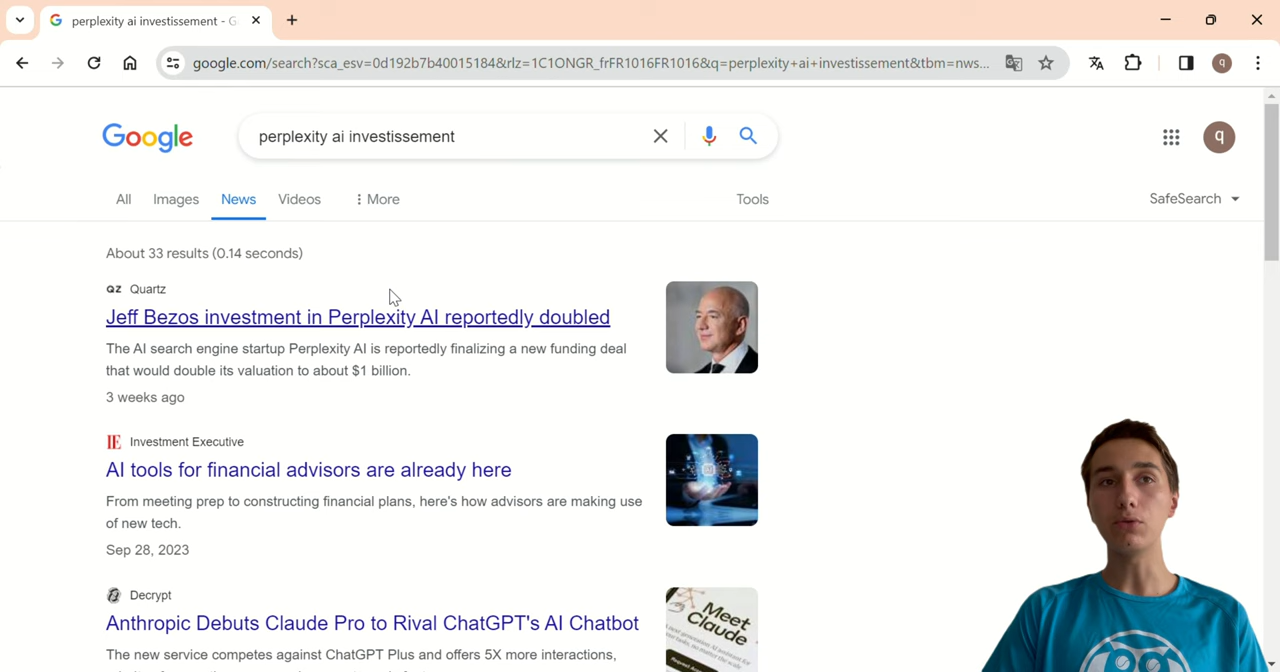 perplexity ai investissement - G
google.com/search?sca_esv=0d192b7b40015184&rlz=1C1ONGR_frFR1016FR1016&q=perplexity+ai+investissement&tbm=nws...
q
Google
perplexity ai investissement
q
All Images News Videos More Tools SafeSearch
About 33 results (0.14 seconds)
QZ Quartz
Jeff Bezos investment in Perplexity AI reportedly doubled
The AI search engine startup Perplexity AI is reportedly finalizing a new funding deal
that would double its valuation to about $1 billion.
3 weeks ago
IE Investment Executive
AI tools for financial advisors are already here
From meeting prep to constructing financial plans, here's how advisors are making use
of new tech.
Sep 28, 2023
Decrypt
Anthropic Debuts Claude Pro to Rival ChatGPT's AI Chatbot
Meet
Claude
The new service competes against ChatGPT Plus and offers 5X more interactions,